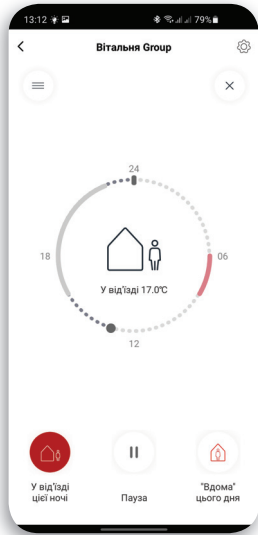 13:12 79%
Вітальня Group
24
18
06
У від'їзді 17.0℃
12
У від'їзді
цієї ночі
Пауза
"Вдома"
цього дня